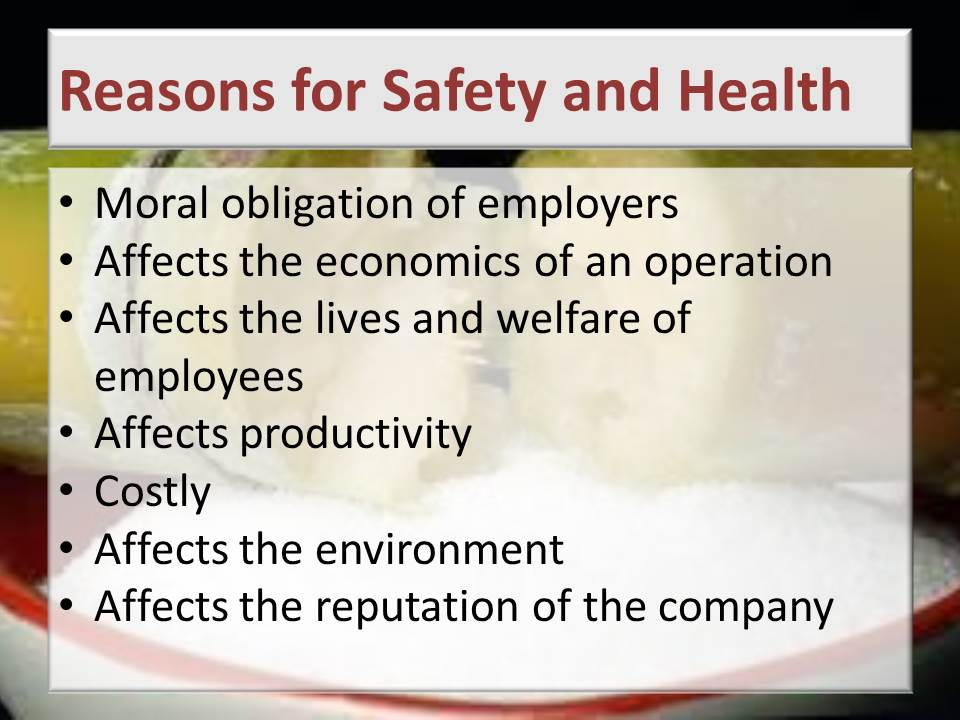 Reasons for Safety and Health
• Moral obligation of employers
• Affects the economics of an operation
• Affects the lives and welfare of
employees
• Affects productivity
• Costly
• Affects the environment
• Affects the reputation of the company